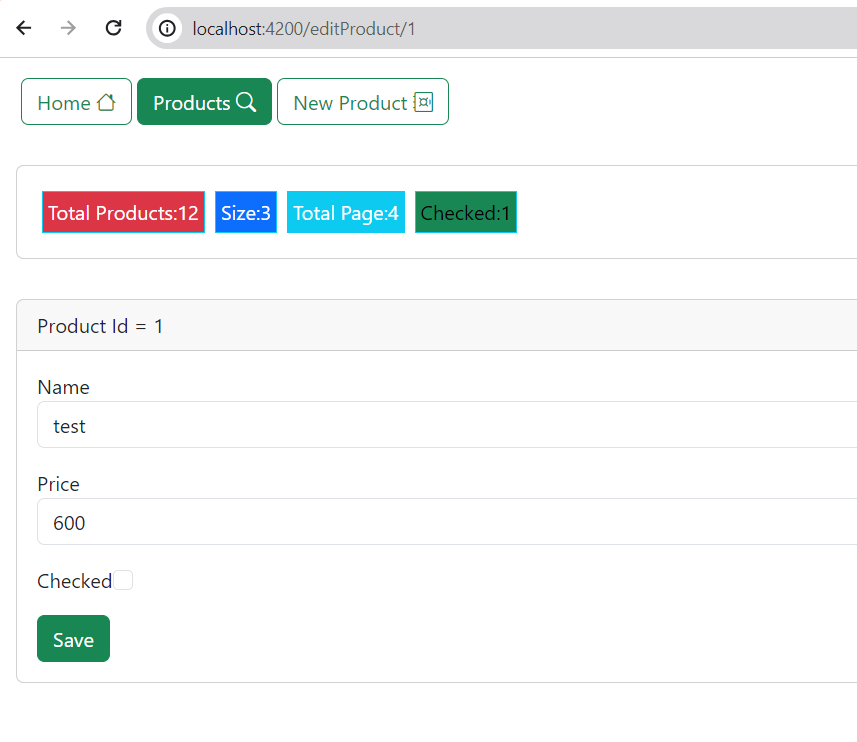 localhost:4200/editProduct/1
Home Products New Product
Total Products:12 Size:3 Total Page:4 Checked:1
Product Id = 1
Name
test
Price
600
Checked
Save